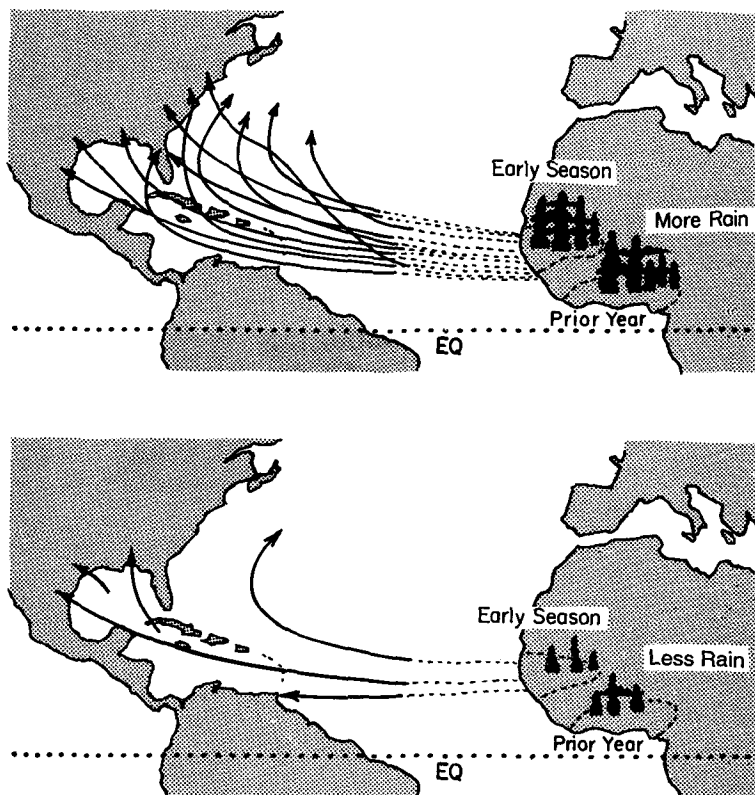 Early Season
More Rain
Prior Year
EQ
Early Season
Less Rain
Prior Year
EQ